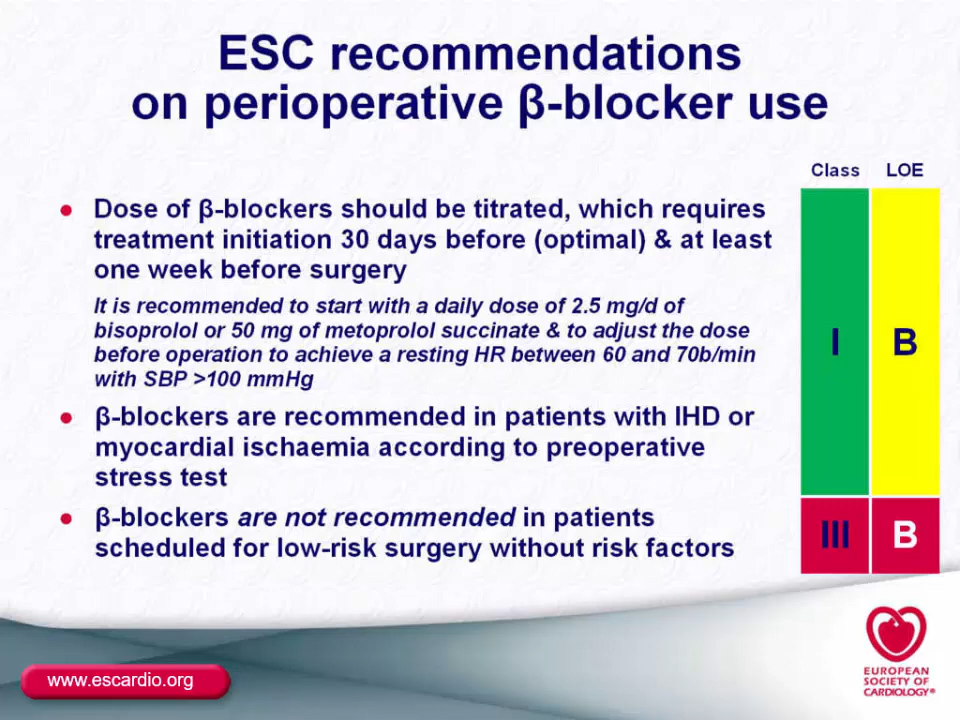 ESC recommendations
on perioperative β-blocker use
Class LOE
● Dose of β-blockers should be titrated, which requires
treatment initiation 30 days before (optimal) & at least
one week before surgery
It is recommended to start with a daily dose of 2.5 mg/d of
bisoprolol or 50 mg of metoprolol succinate & to adjust the dose
before operation to achieve a resting HR between 60 and 70b/min
with SBP >100 mmHg
I B
● β-blockers are recommended in patients with IHD or
myocardial ischaemia according to preoperative
stress test
● β-blockers are not recommended in patients
scheduled for low-risk surgery without risk factors
III B
www.escardio.org
EUROPEAN
SOCIETY OF
CARDIOLOGY®